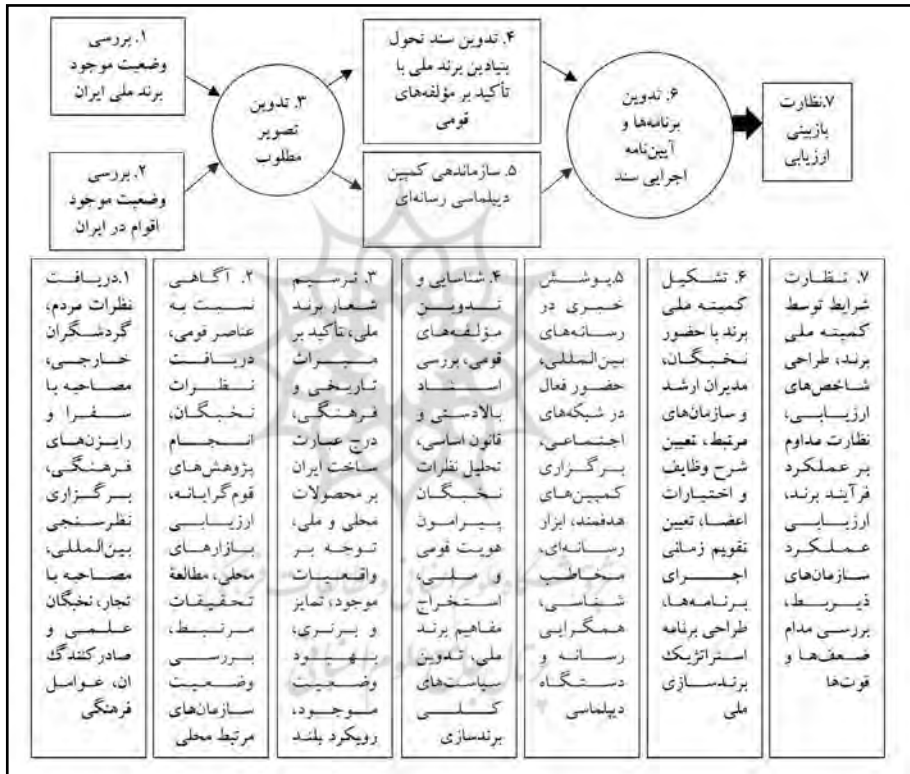 ۱. بررسی
وضعیت موجود
برند ملی ایران
۲. بررسی
وضعیت موجود
اقوام در ایران
۳. تدوین
تصویر
مطلوب
۴. تدوین سند تحول
بنیادین برند ملی با
تأکید بر مؤلفه‌های
قومی
۵. سازماندهی کمپین
دیپلماسی رسانه‌ای
۶. تدوین
برنامه‌ها و
آیین‌نامه
اجرایی سند
۷.نظارت
بازبینی
ارزیابی
۱.دریافت
نظرات مردم،
گردشگران
خارجی،
مصاحبه با
سفرا و
رایزن‌های
فرهنگی،
برگزاری
نظرسنجی
بین‌المللی،
مصاحبه با
تجار، نخبگان
علمی و
صادرکنندگ
ان، عوامل
فرهنگی
۲. آگاهی
نسبت به
عناصر قومی،
دریافت
نظرات
نخبگان،
انجام
پژوهش‌های
قوم‌گرایانه،
ارزیابی
بازارهای
محلی، مطالعة
تحقیقات
مرتبط،
بررسی
وضعیت
سازمان‌های
مرتبط محلی
۳. ترسیم
شعار برند
ملی، تأکید بر
میراث
تاریخی و
فرهنگی،
درج عبارت
ساخت ایران
بر محصولات
محلی و ملی،
توجه بر
واقعیات
موجود، تمایز
و برتری،
بهبود
وضعیت
موجود،
رویکرد بلند
۴. شناسایی و
تدوین
مؤلفه‌های
قومی، بررسی
اسناد
بالادستی و
قانون اساسی،
تحلیل نظرات
نخبگان
پیرامون
هویت قومی
و ملی،
استخراج
مفاهیم برند
ملی، تدوین
سیاست‌های
کلی
برندسازی
۵.پوشش
خبری در
رسانه‌های
بین‌المللی،
حضور فعال
در شبکه‌های
اجتماعی،
برگزاری
کمپین‌های
هدفمند، ابزار
رسانه‌ای،
مخاطب
شناسی،
همگرایی
رسانه و
دستگاه
دیپلماسی
۶. تشکیل
کمیته ملی
برند با حضور
نخبگان،
مدیران ارشد
و سازمان‌های
مرتبط، تعیین
شرح وظایف
و اختیارات
اعضا، تعیین
تقویم زمانی
اجرای
برنامه‌ها،
طراحی برنامه
استراتژیک
برندسازی
ملی
۷. نظارت
شرایط توسط
کمیته ملی
برند، طراحی
شاخص‌های
ارزیابی،
نظارت مداوم
بر عملکرد
فرآیند برند،
ارزیابی
عملکرد
سازمان‌های
ذیربط،
بررسی مدام
ضعف‌ها و
قوت‌ها